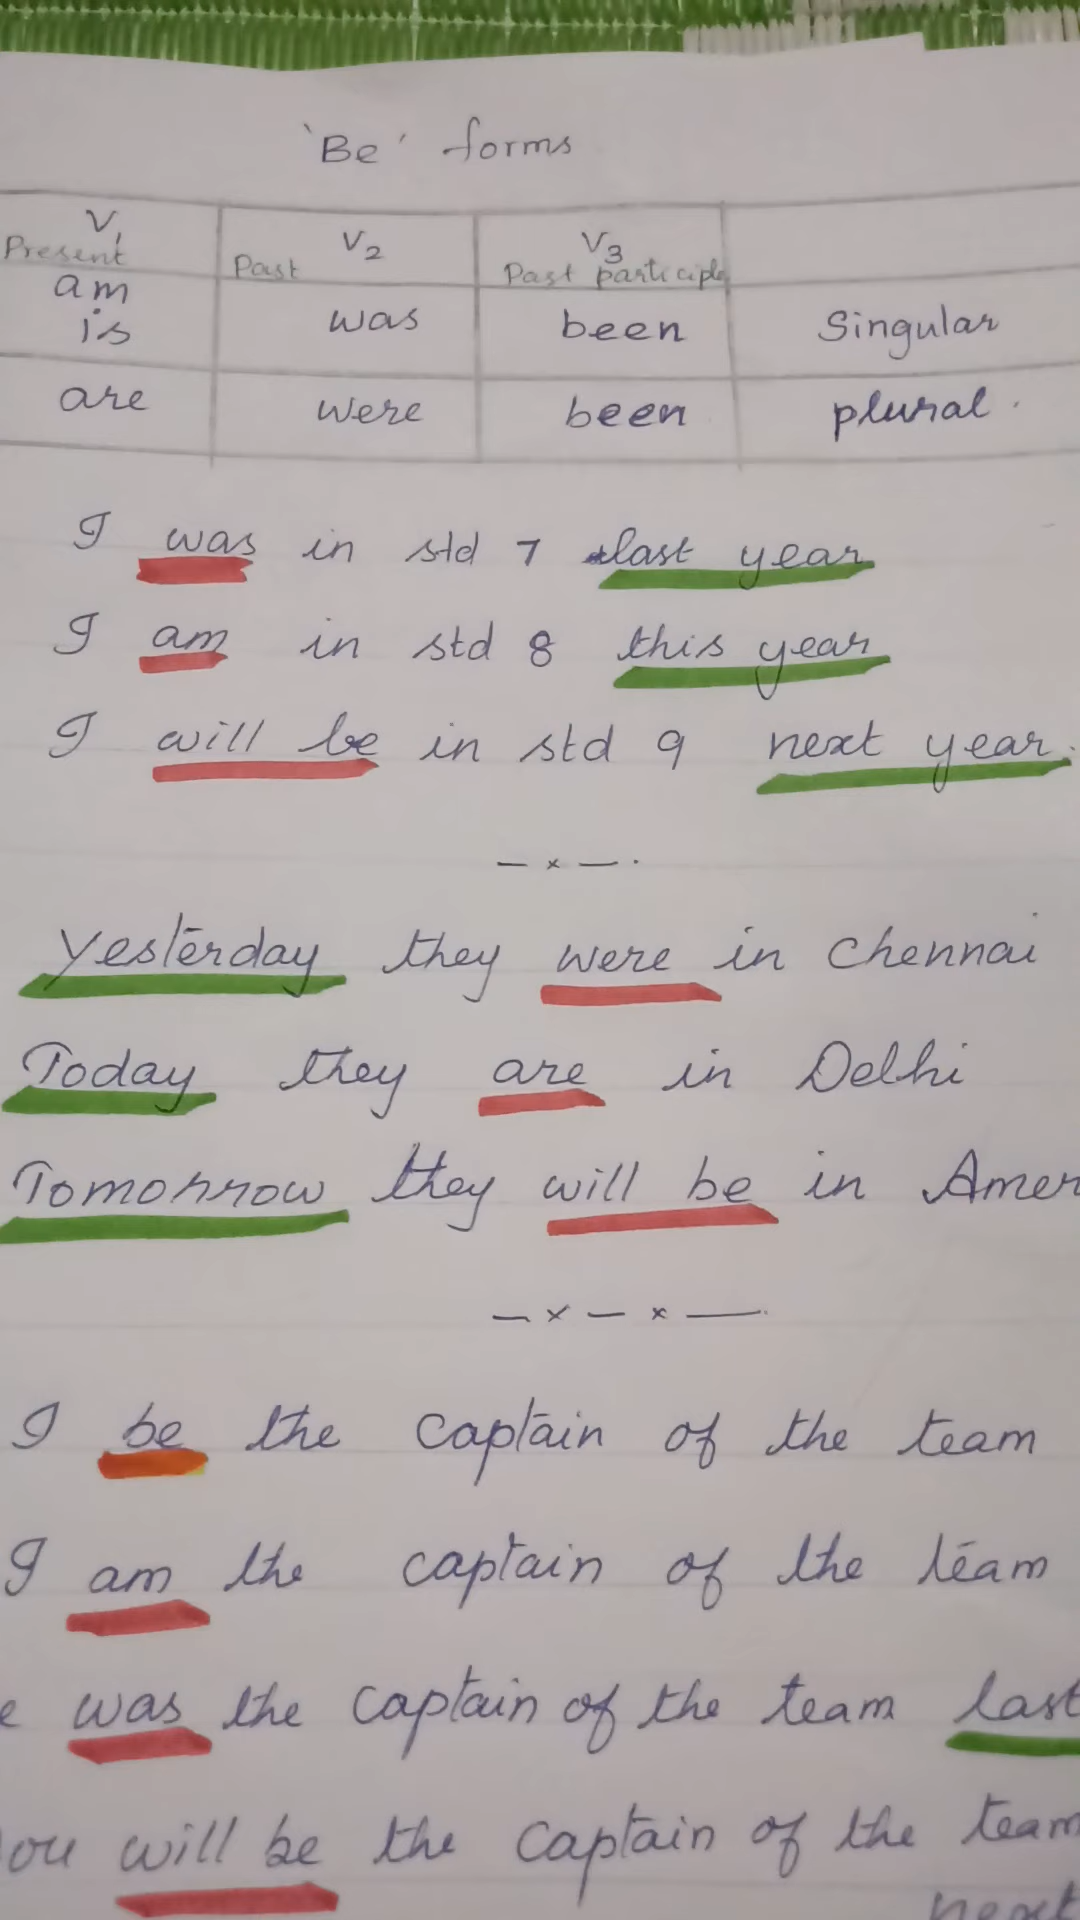 'Be' forms
V1 V2 V3
Present Past Past participle
am
is was been Singular
are were been plural.
I was in std 7 last year
I am in std 8 this year
I will be in std 9 next year.
Yesterday they were in Chennai
Today they are in Delhi
Tomorrow they will be in Amer
I be the captain of the team
I am the captain of the team
e was the captain of the team last
ou will be the captain of the team
next